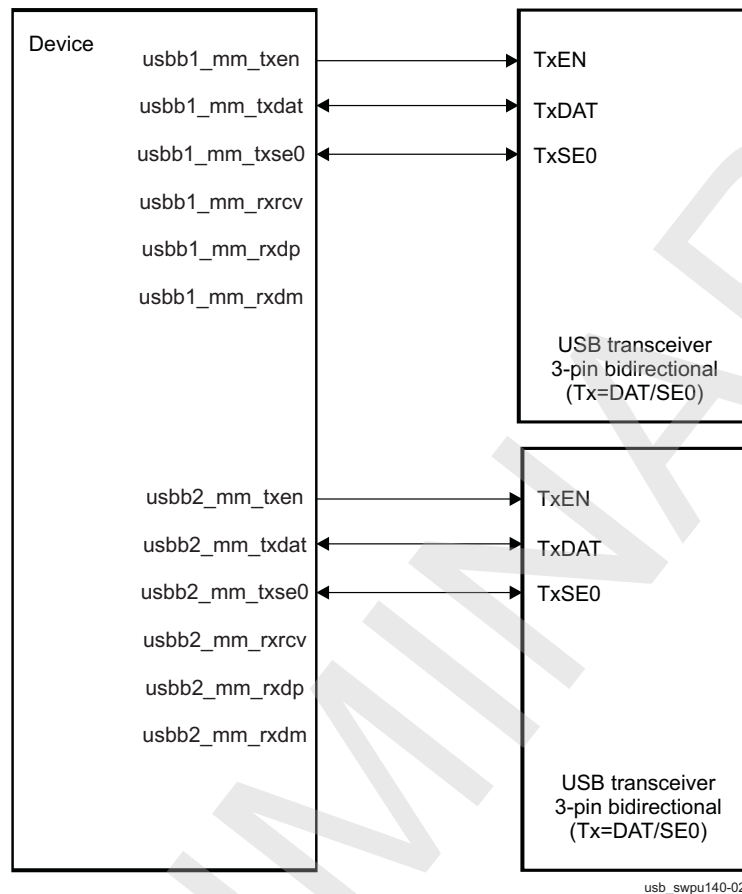 Device
usbb1_mm_txen
usbb1_mm_txdat
usbb1_mm_txse0
usbb1_mm_rxrcv
usbb1_mm_rxdp
usbb1_mm_rxdm
TxEN
TxDAT
TxSE0
USB transceiver
3-pin bidirectional
(Tx=DAT/SE0)
usbb2_mm_txen
usbb2_mm_txdat
usbb2_mm_txse0
usbb2_mm_rxrcv
usbb2_mm_rxdp
usbb2_mm_rxdm
TxEN
TxDAT
TxSE0
USB transceiver
3-pin bidirectional
(Tx=DAT/SE0)